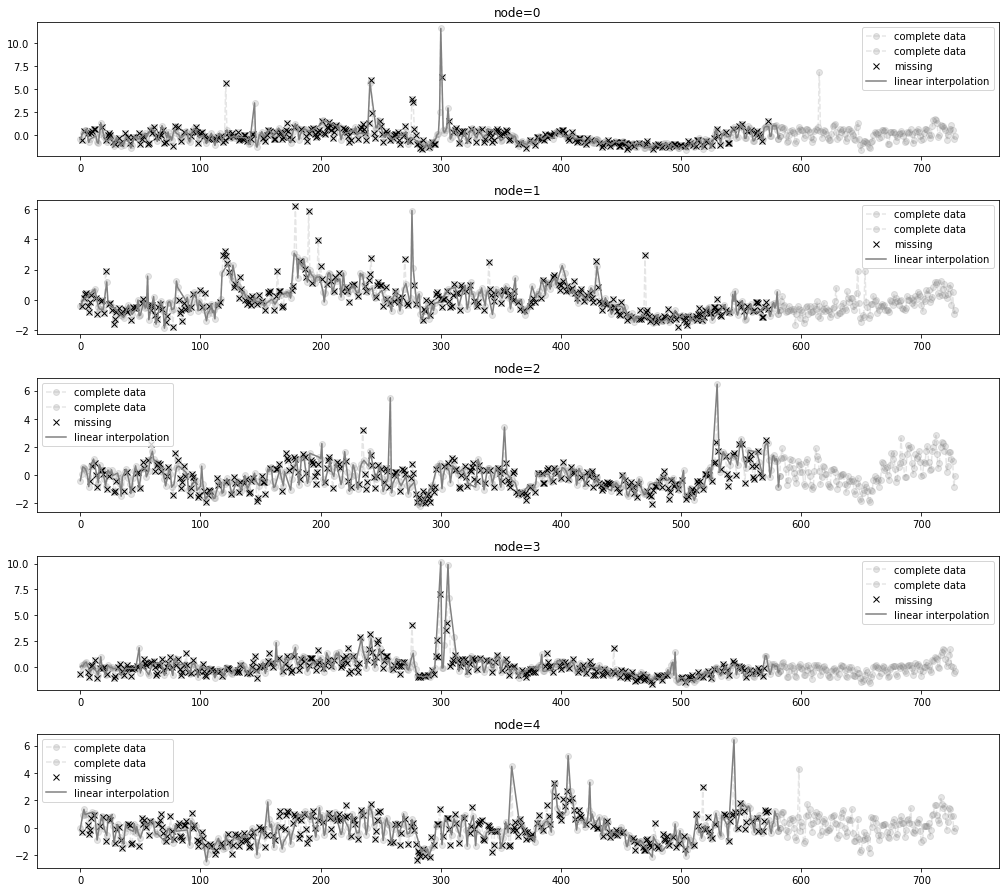 node=0
10.0
7.5
5.0
2.5
0.0
complete data
complete data
missing
linear interpolation
0 100 200 300 400 500 600 700
node=1
6
4
2
0
−2
complete data
complete data
missing
linear interpolation
0 100 200 300 400 500 600 700
node=2
6
4
2
0
−2
complete data
complete data
missing
linear interpolation
0 100 200 300 400 500 600 700
node=3
10.0
7.5
5.0
2.5
0.0
complete data
complete data
missing
linear interpolation
0 100 200 300 400 500 600 700
node=4
6
4
2
0
−2
complete data
complete data
missing
linear interpolation
0 100 200 300 400 500 600 700